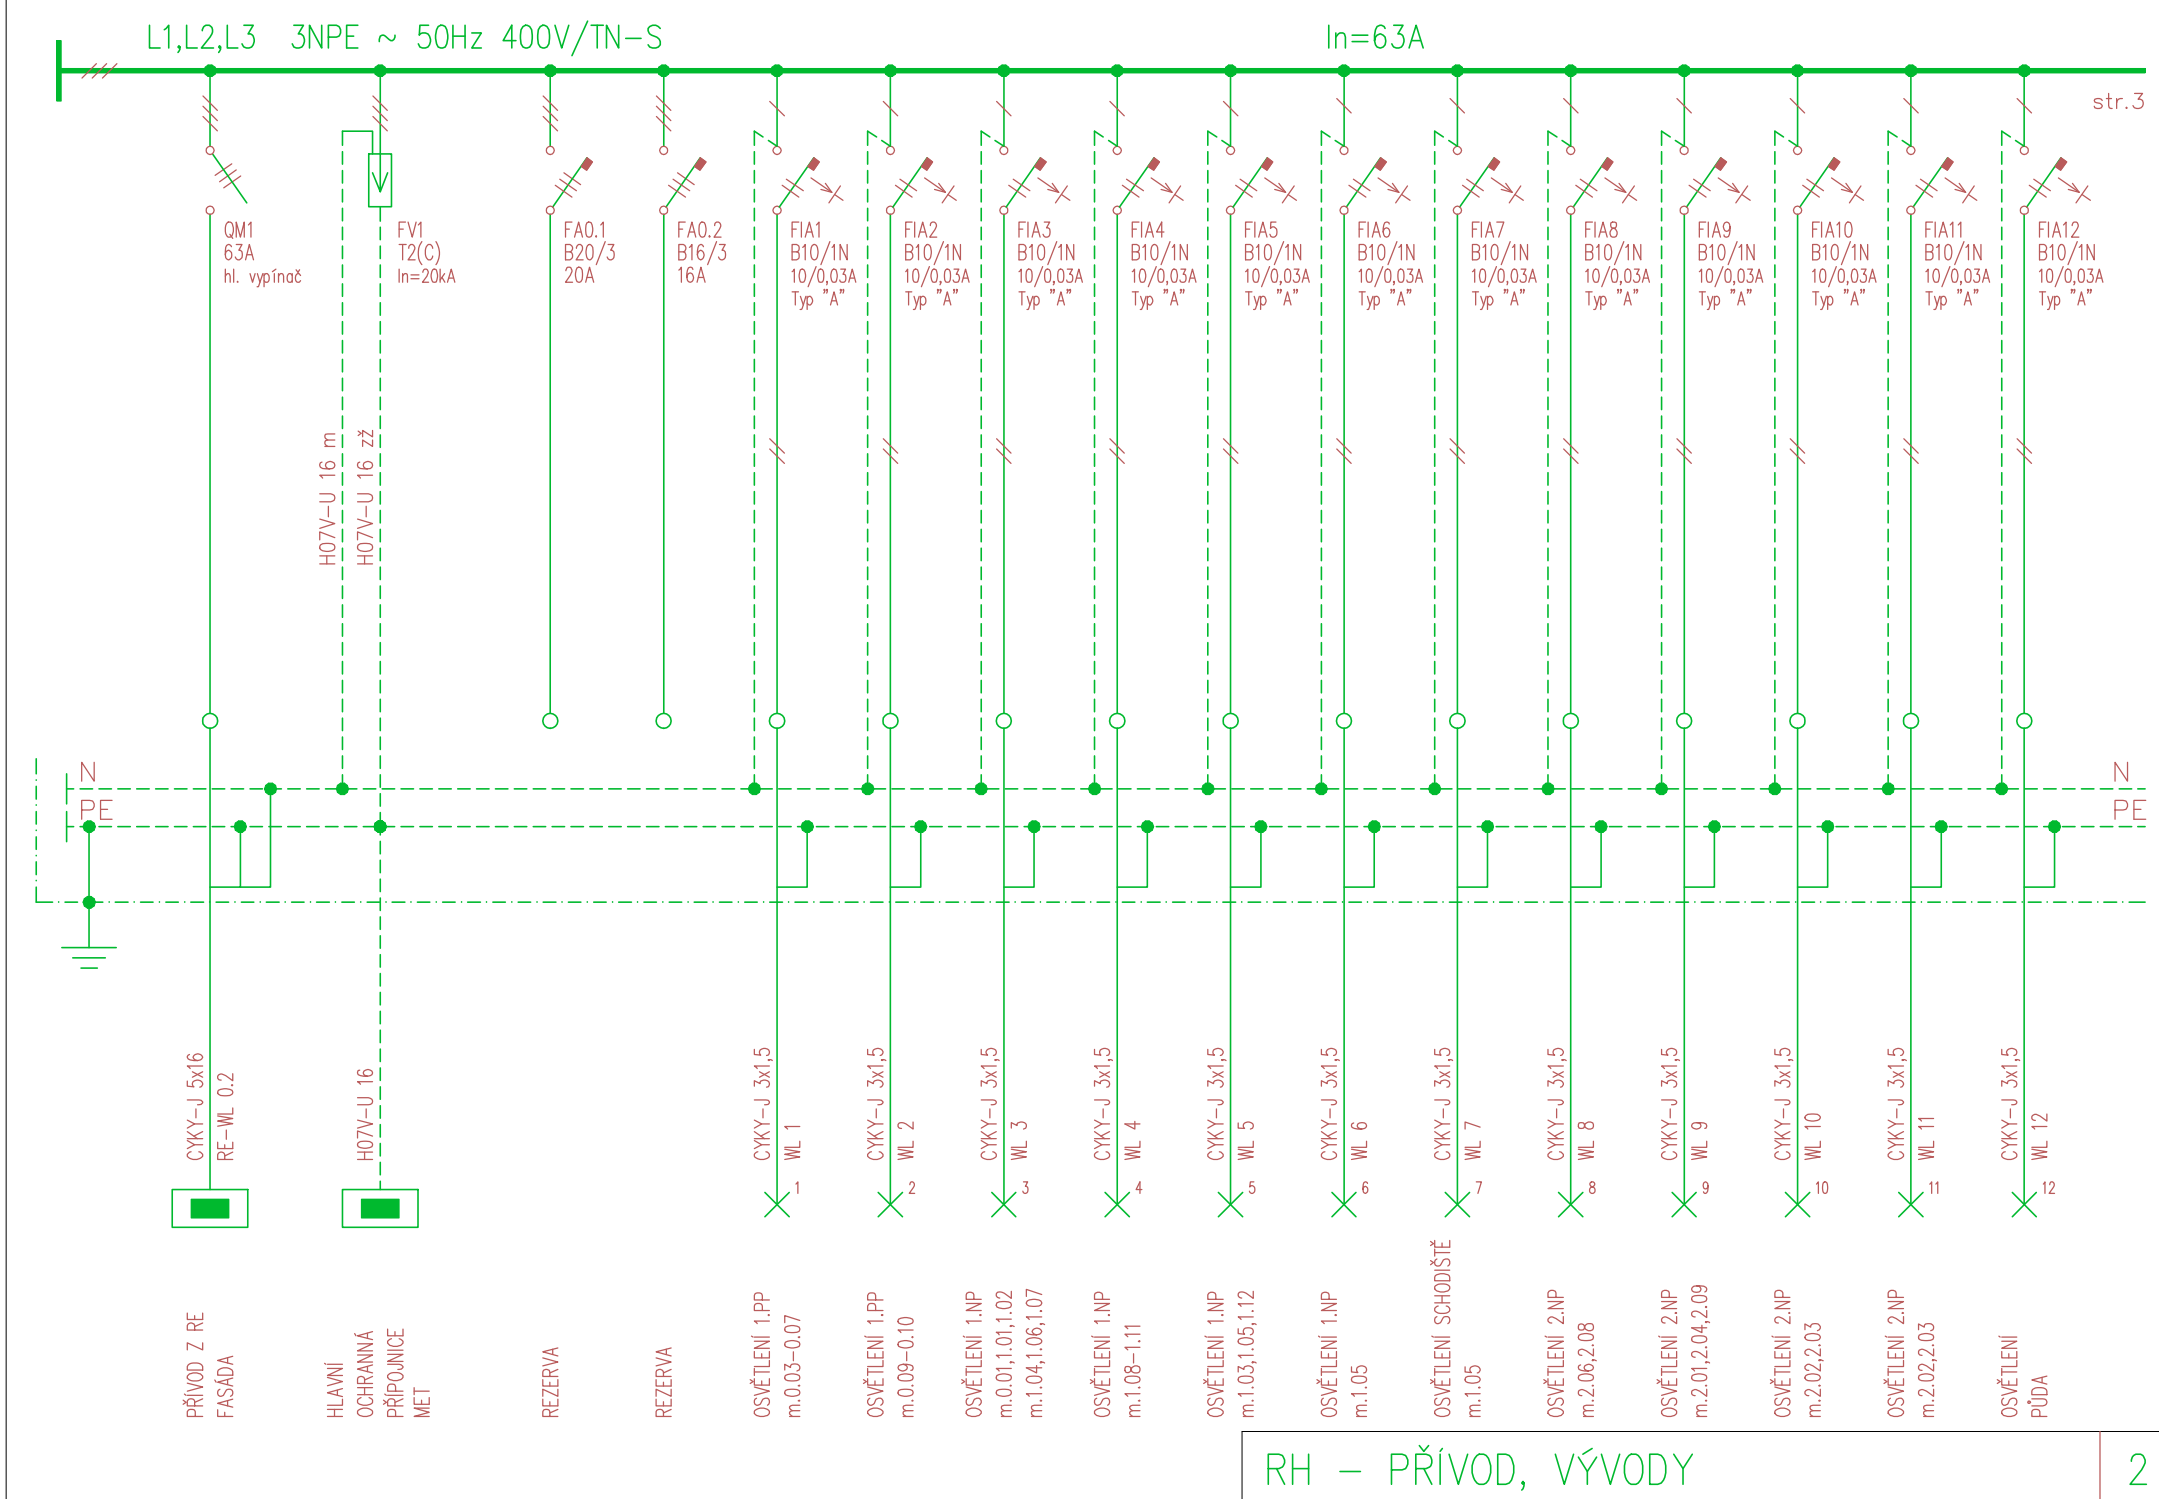 L1,L2,L3 3NPE ~ 50Hz 400V/TN-S
In=63A
str.3
QM1
63A
hl. vypínač
FV1
T2(C)
In=20kA
FA0.1
B20/3
20A
FA0.2
B16/3
16A
FIA1
B10/1N
10/0,03A
Typ "A"
FIA2
B10/1N
10/0,03A
Typ "A"
FIA3
B10/1N
10/0,03A
Typ "A"
FIA4
B10/1N
10/0,03A
Typ "A"
FIA5
B10/1N
10/0,03A
Typ "A"
FIA6
B10/1N
10/0,03A
Typ "A"
FIA7
B10/1N
10/0,03A
Typ "A"
FIA8
B10/1N
10/0,03A
Typ "A"
FIA9
B10/1N
10/0,03A
Typ "A"
FIA10
B10/1N
10/0,03A
Typ "A"
FIA11
B10/1N
10/0,03A
Typ "A"
FIA12
B10/1N
10/0,03A
Typ "A"
H07V-U 16 m
H07V-U 16 zž
N
PE
N
PE
CYKY-J 5x16
RE-WL 0.2
H07V-U 16
CYKY-J 3x1,5
WL 1
CYKY-J 3x1,5
WL 2
CYKY-J 3x1,5
WL 3
CYKY-J 3x1,5
WL 4
CYKY-J 3x1,5
WL 5
CYKY-J 3x1,5
WL 6
CYKY-J 3x1,5
WL 7
CYKY-J 3x1,5
WL 8
CYKY-J 3x1,5
WL 9
CYKY-J 3x1,5
WL 10
CYKY-J 3x1,5
WL 11
CYKY-J 3x1,5
WL 12
1
2
3
4
5
6
7
8
9
10
11
12
PŘÍVOD Z RE
FASÁDA
HLAVNÍ
OCHRANNÁ
PŘÍPOJNICE
MET
REZERVA
REZERVA
OSVĚTLENÍ 1.PP
m.0.03-0.07
OSVĚTLENÍ 1.PP
m.0.09-0.10
OSVĚTLENÍ 1.NP
m.0.01,1.01,1.02
m.1.04,1.06,1.07
OSVĚTLENÍ 1.NP
m.1.08-1.11
OSVĚTLENÍ 1.NP
m.1.03,1.05,1.12
OSVĚTLENÍ 1.NP
m.1.05
OSVĚTLENÍ SCHODIŠTĚ
m.1.05
OSVĚTLENÍ 2.NP
m.2.06,2.08
OSVĚTLENÍ 2.NP
m.2.01,2.04,2.09
OSVĚTLENÍ 2.NP
m.2.02,2.03
OSVĚTLENÍ 2.NP
m.2.02,2.03
OSVĚTLENÍ
PŮDA
RH - PŘÍVOD, VÝVODY
2